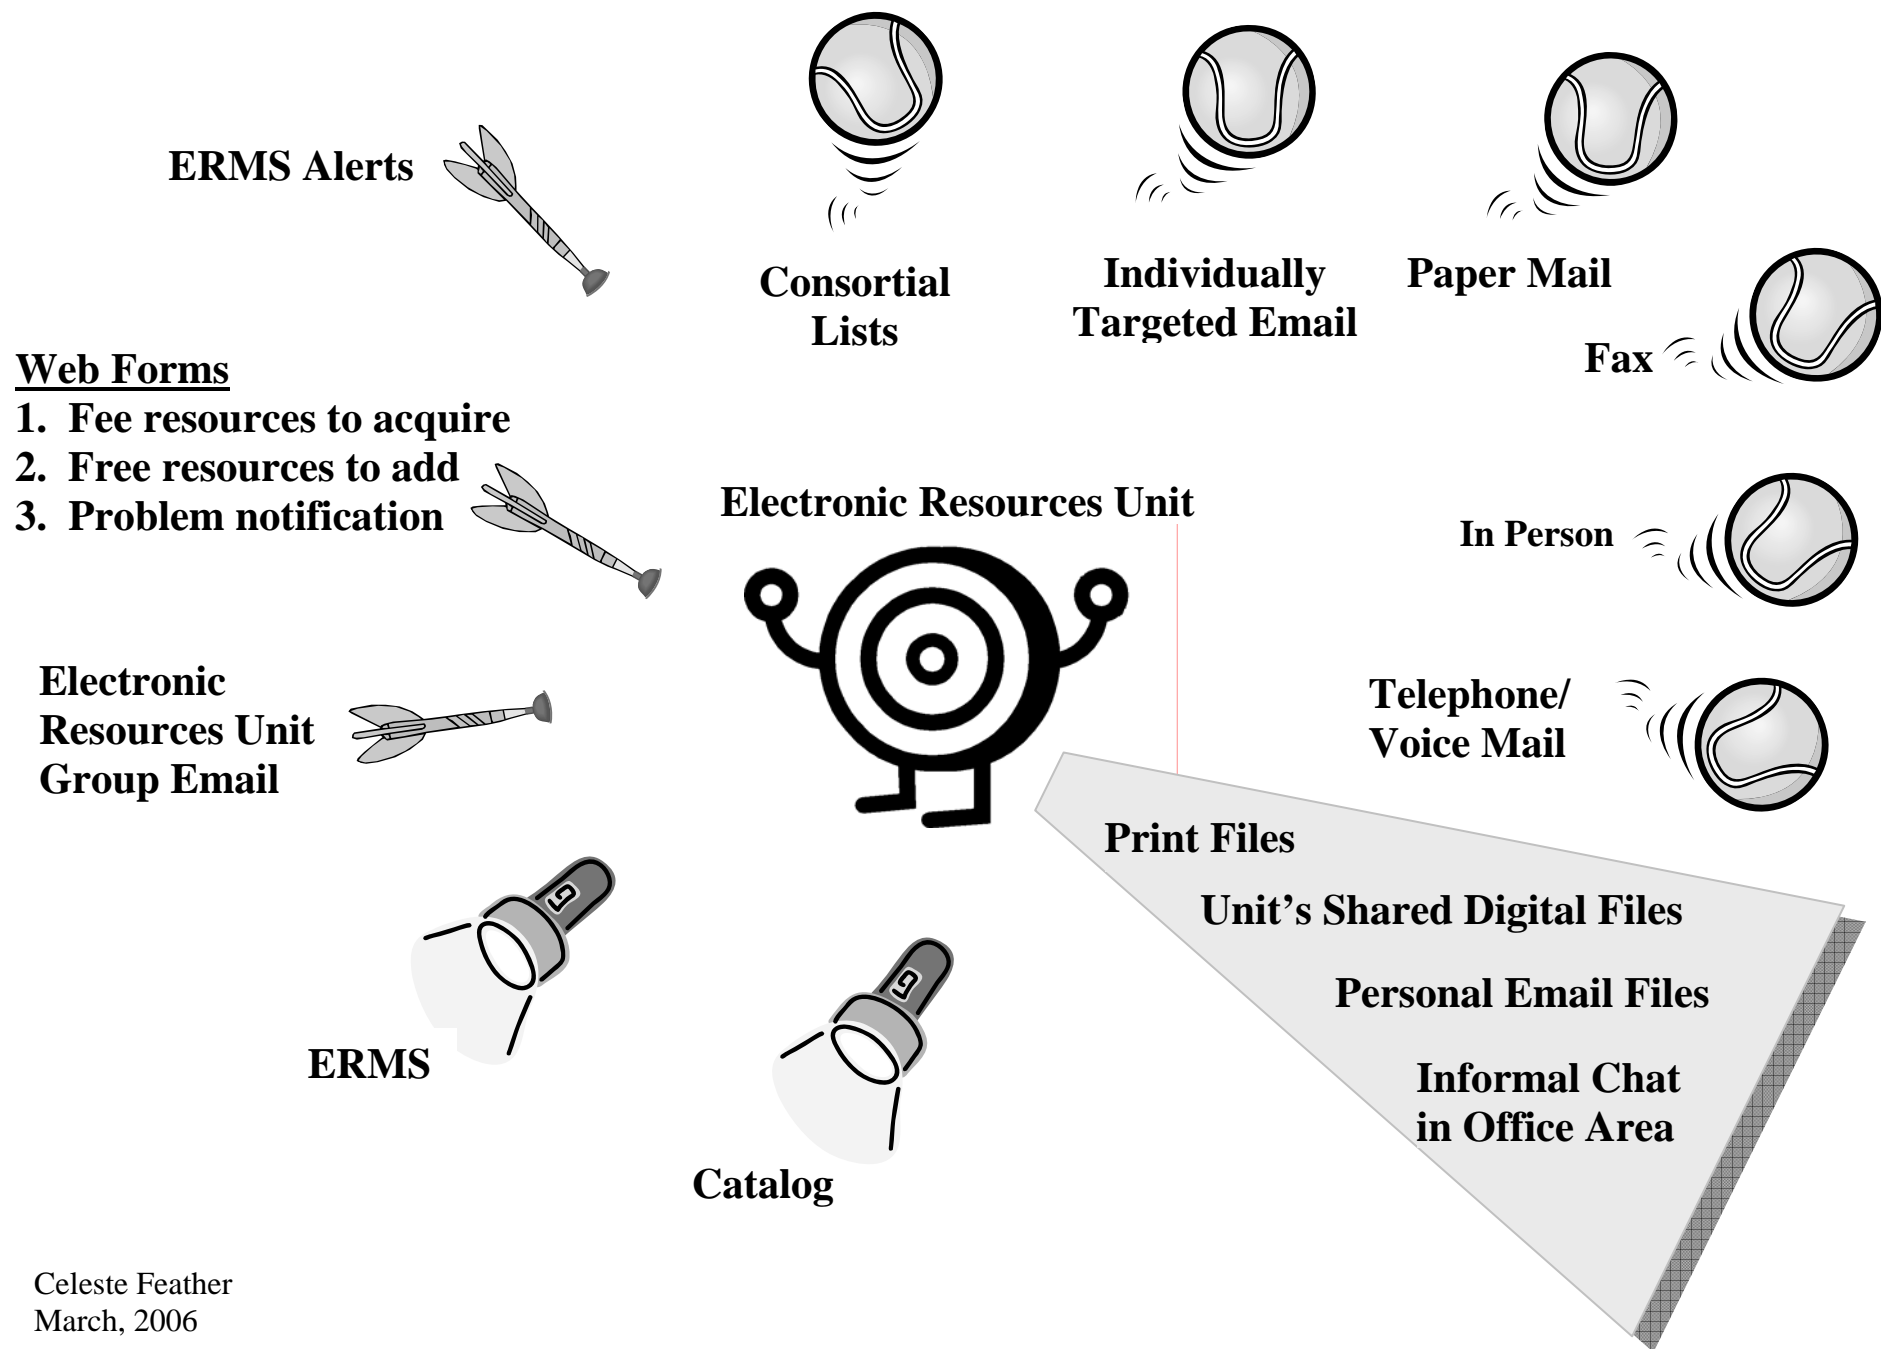 ERMS Alerts
Consortial
Lists
Individually
Targeted Email
Paper Mail
Fax
Web Forms
1. Fee resources to acquire
2. Free resources to add
3. Problem notification
Electronic Resources Unit
In Person
Electronic
Resources Unit
Group Email
Telephone/
Voice Mail
Print Files
Unit’s Shared Digital Files
Personal Email Files
Informal Chat
in Office Area
ERMS
Catalog
Celeste Feather
March, 2006